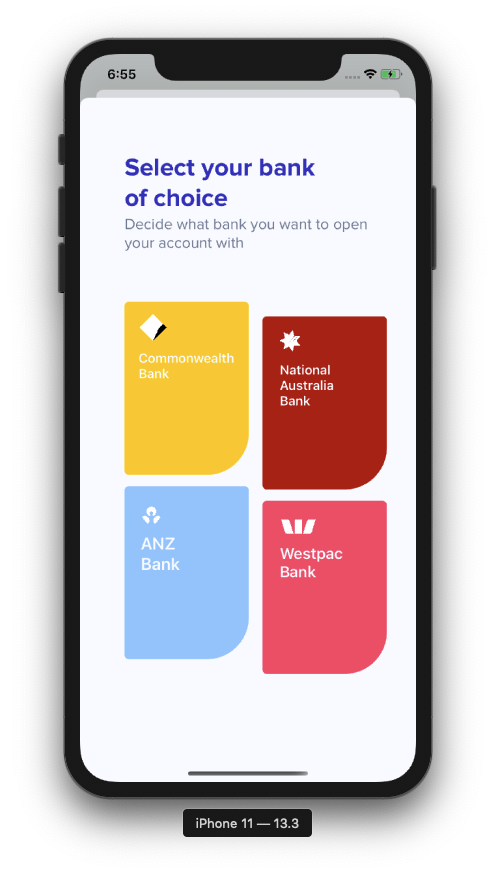 6:55
Select your bank
of choice
Decide what bank you want to open
your account with
Commonwealth
Bank
National
Australia
Bank
ANZ
Bank
Westpac
Bank
iPhone 11 — 13.3